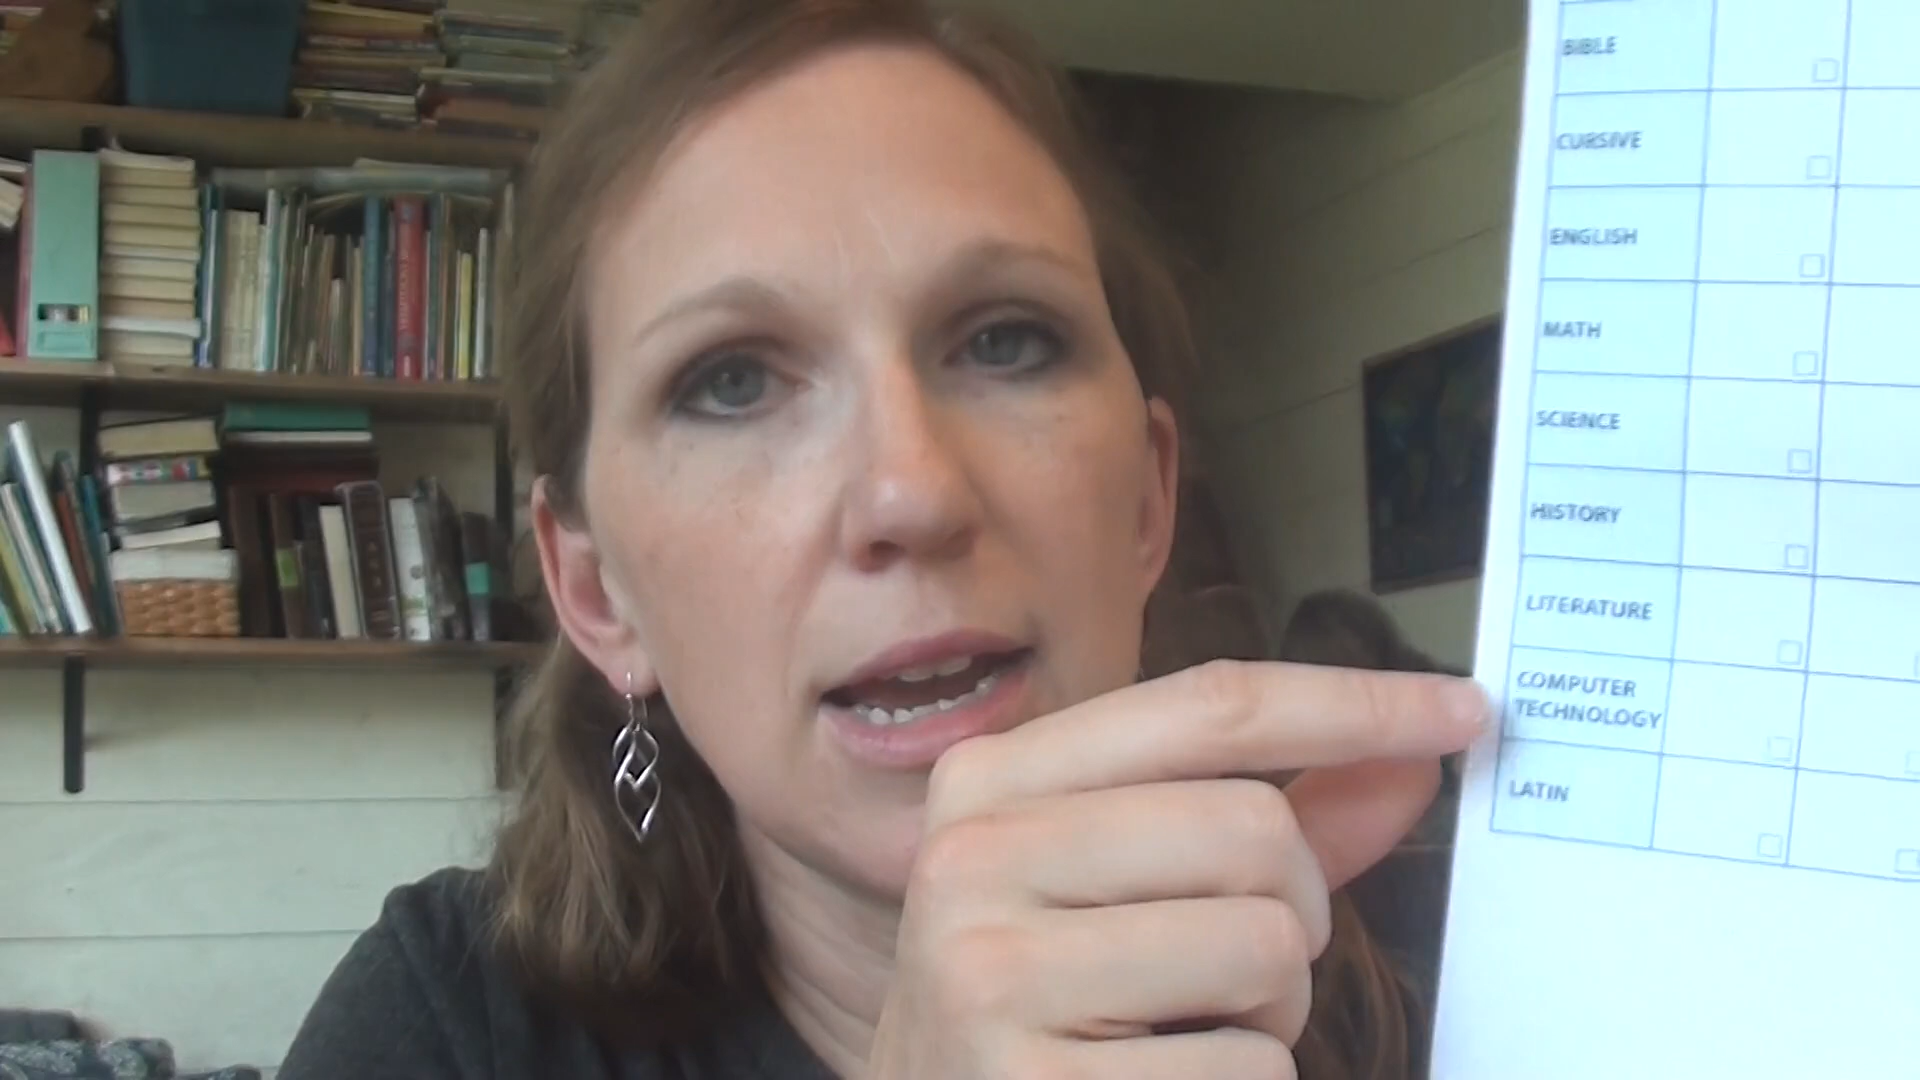 BIBLE
CURSIVE
ENGLISH
MATH
SCIENCE
HISTORY
LITERATURE
COMPUTER
TECHNOLOGY
LATIN